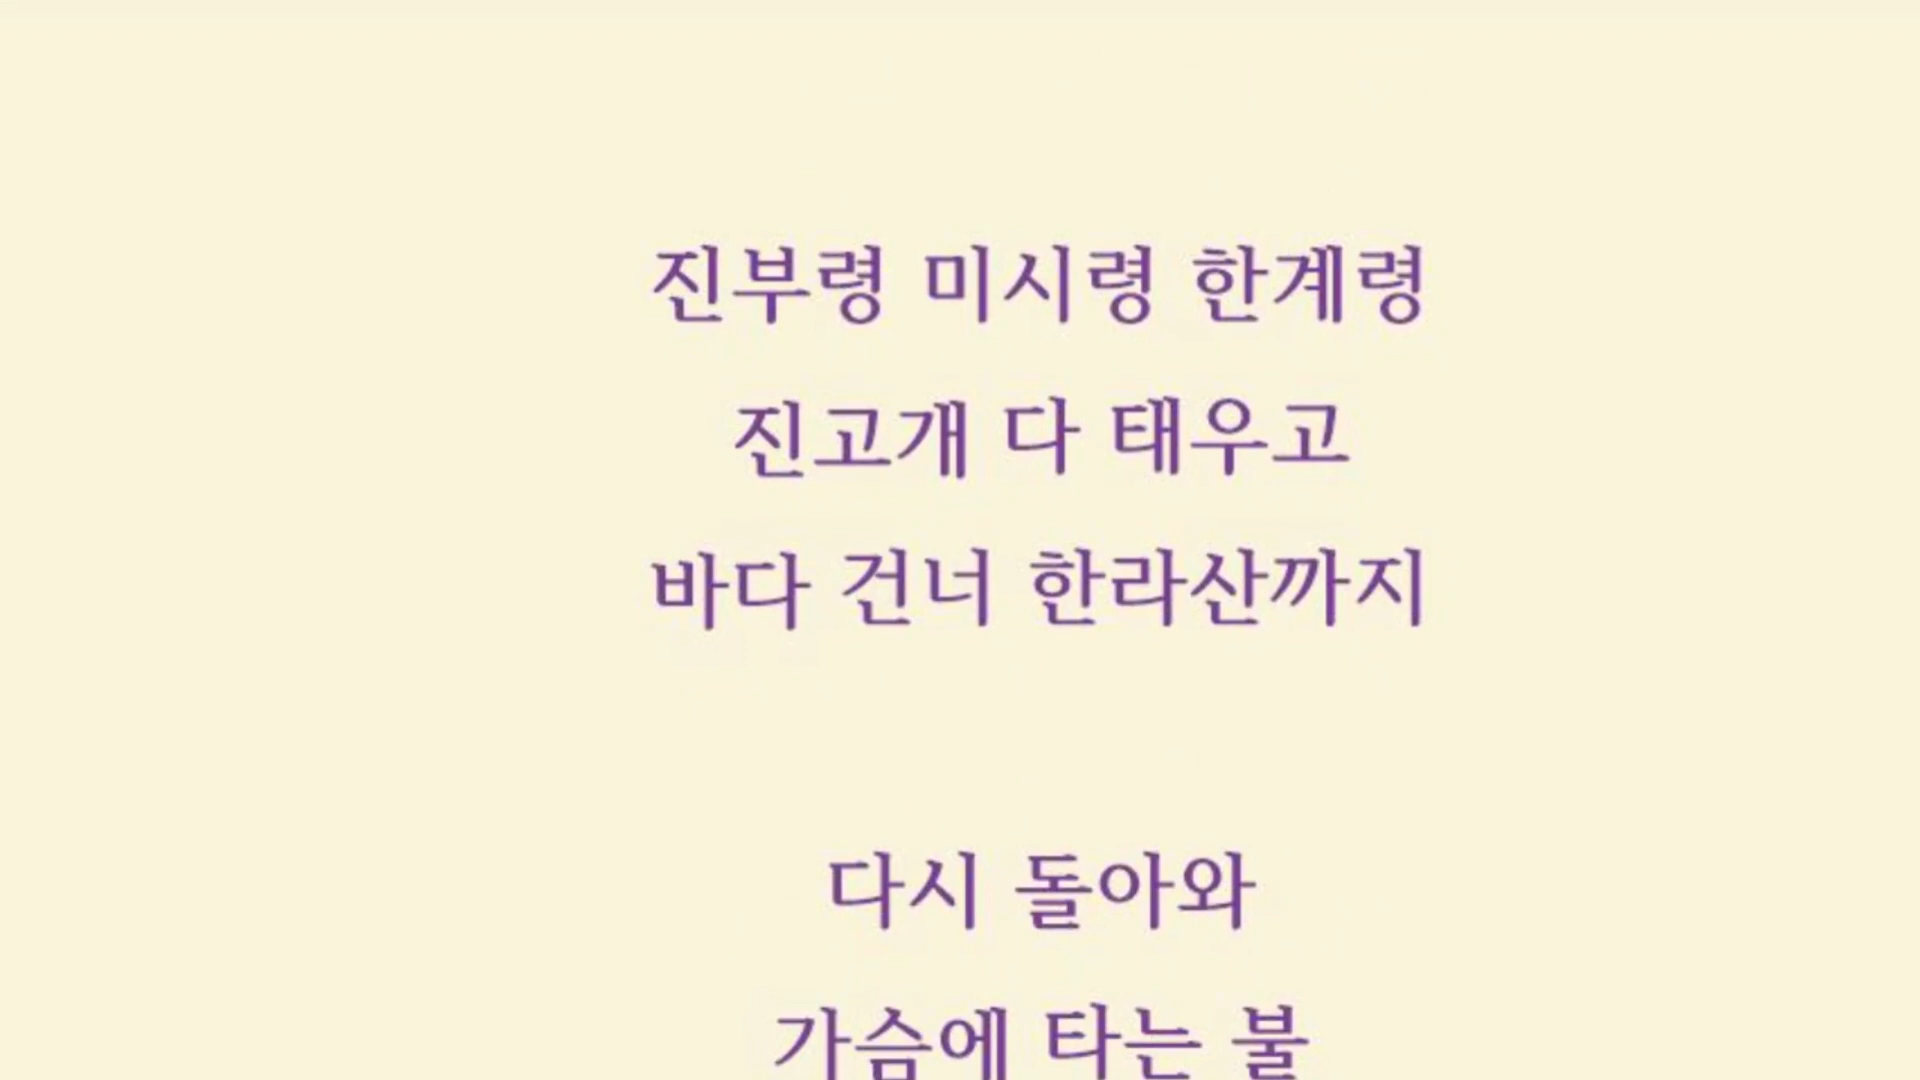 진부령 미시령 한계령
진고개 다 태우고
바다 건너 한라산까지
다시 돌아와
가슴에 타는 불